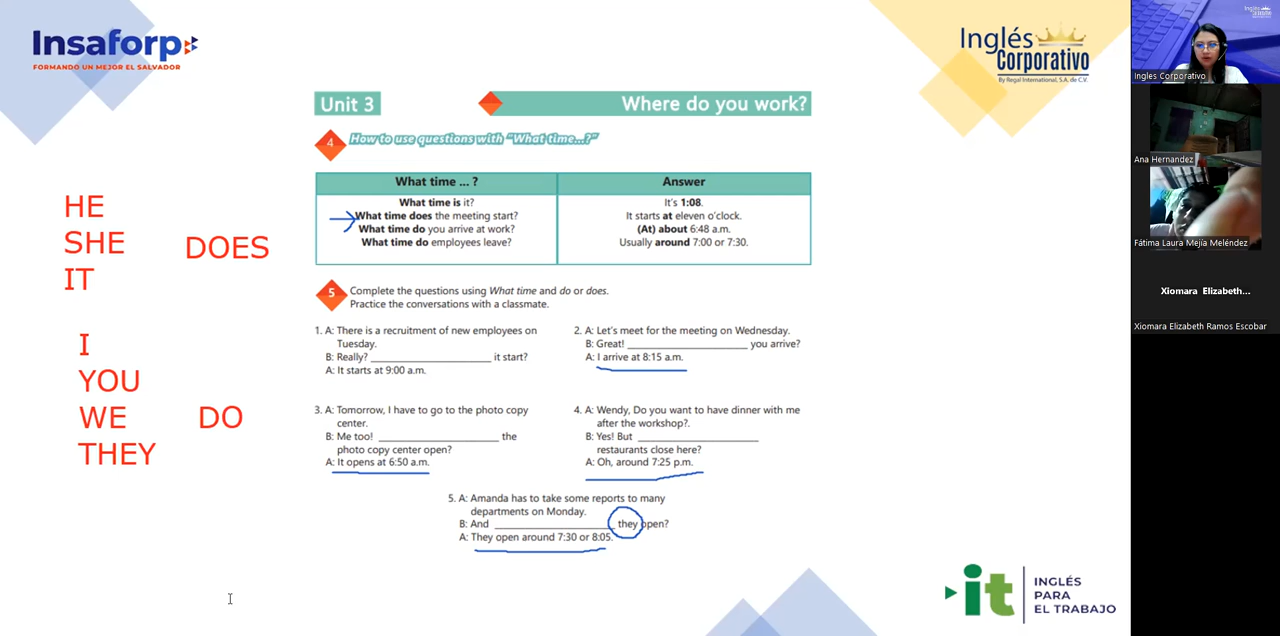 Insaforp
FORMANDO UN MEJOR EL SALVADOR
Inglés
Corporativo
By Regal International, S.A. de C.V.
Unit 3
Where do you work?
4
How to use questions with "What time...?"
What time ... ?
Answer
What time is it?
It's 1:08.
What time does the meeting start?
It starts at eleven o'clock.
What time do you arrive at work?
(At) about 6:48 a.m.
What time do employees leave?
Usually around 7:00 or 7:30.
HE
SHE
IT
DOES
I
YOU
WE
THEY
DO
5
Complete the questions using What time and do or does.
Practice the conversations with a classmate.
1. A: There is a recruitment of new employees on
Tuesday.
B: Really? ____________________ it start?
A: It starts at 9:00 a.m.
2. A: Let's meet for the meeting on Wednesday.
B: Great! ____________________ you arrive?
A: I arrive at 8:15 a.m.
3. A: Tomorrow, I have to go to the photo copy
center.
B: Me too! ____________________ the
photo copy center open?
A: It opens at 6:50 a.m.
4. A: Wendy, Do you want to have dinner with me
after the workshop?.
B: Yes! But ____________________
restaurants close here?
A: Oh, around 7:25 p.m.
5. A: Amanda has to take some reports to many
departments on Monday.
B: And ____________________ they open?
A: They open around 7:30 or 8:05.
it
INGLÉS
PARA
EL TRABAJO
Ingles Corporativo
Ana Hernandez
Fátima Laura Mejía Meléndez
Xiomara Elizabeth...
Xiomara Elizabeth Ramos Escobar